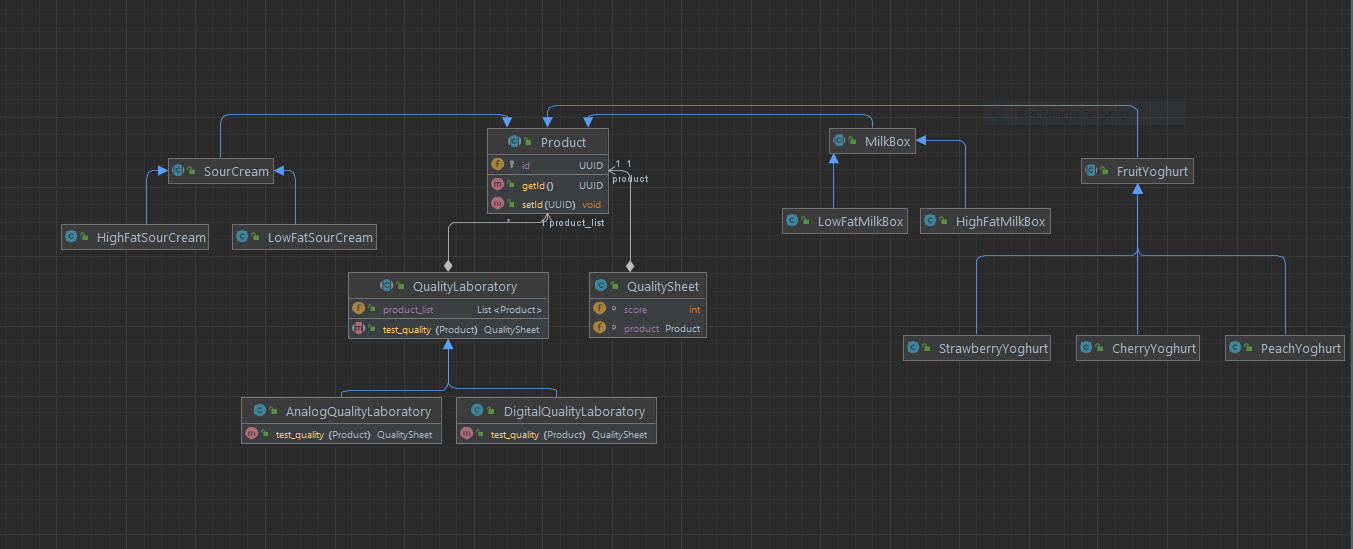 Product
id UUID
getId() UUID
setId(UUID) void
1 1
product
* 1 product_list
SourCream
HighFatSourCream
LowFatSourCream
MilkBox
LowFatMilkBox
HighFatMilkBox
FruitYoghurt
StrawberryYoghurt
CherryYoghurt
PeachYoghurt
QualityLaboratory
product_list List <Product>
test_quality (Product) QualitySheet
QualitySheet
score int
product Product
AnalogQualityLaboratory
test_quality (Product) QualitySheet
DigitalQualityLaboratory
test_quality (Product) QualitySheet